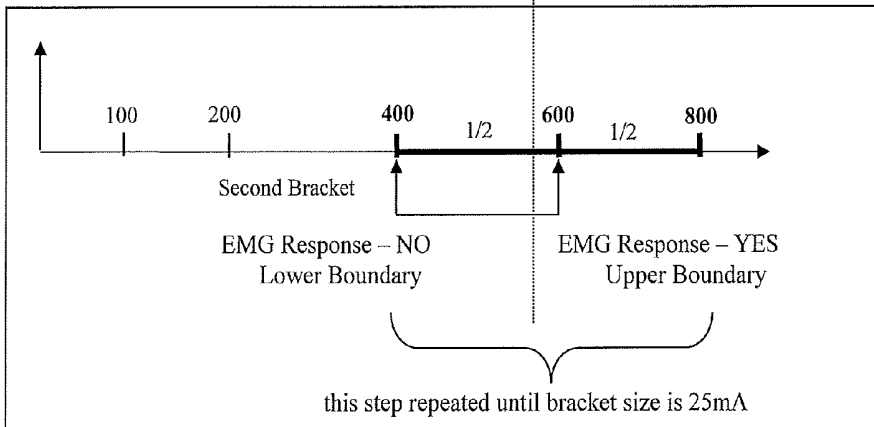 100 200 400 600 800
1/2 1/2
Second Bracket
EMG Response – NO EMG Response – YES
Lower Boundary Upper Boundary
this step repeated until bracket size is 25mA